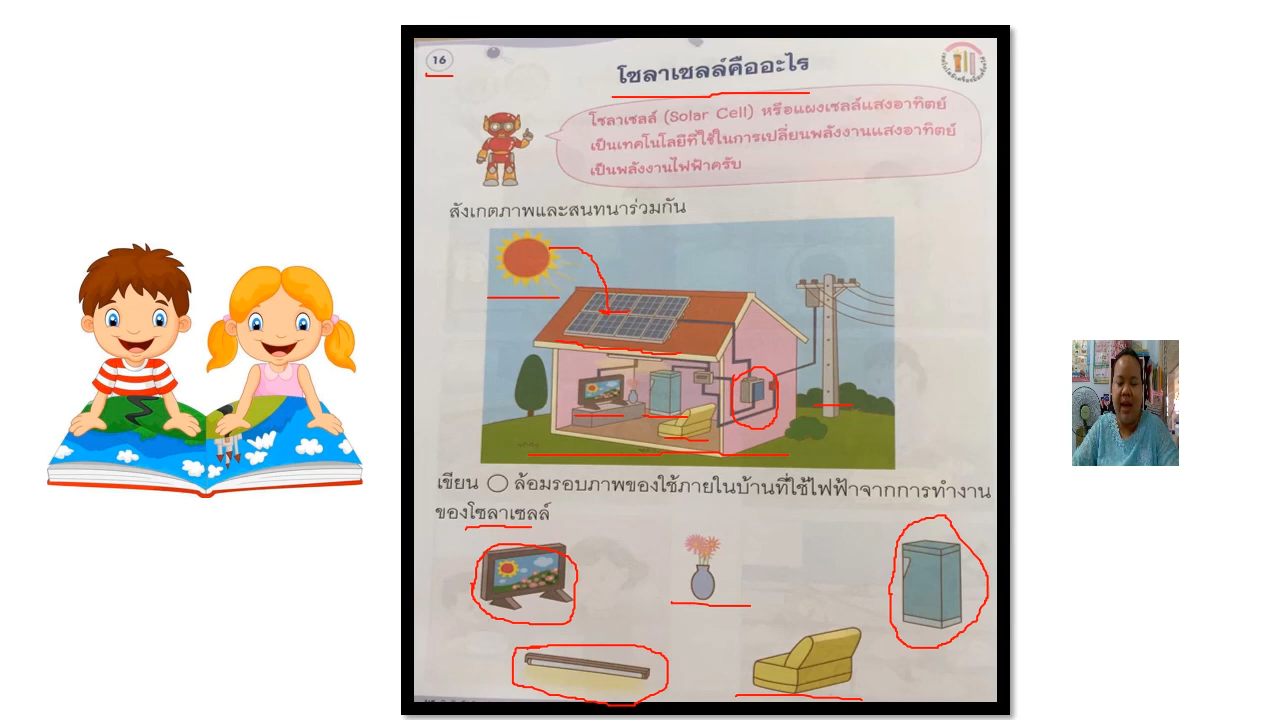 16
โซลาเซลล์คืออะไร
โซลาเซลล์ (Solar Cell) หรือแผงเซลล์แสงอาทิตย์
เป็นเทคโนโลยีที่ใช้ในการเปลี่ยนพลังงานแสงอาทิตย์
เป็นพลังงานไฟฟ้าครับ
สังเกตภาพและสนทนาร่วมกัน
เขียน ◯ ล้อมรอบภาพของใช้ภายในบ้านที่ใช้ไฟฟ้าจากการทำงาน
ของโซลาเซลล์